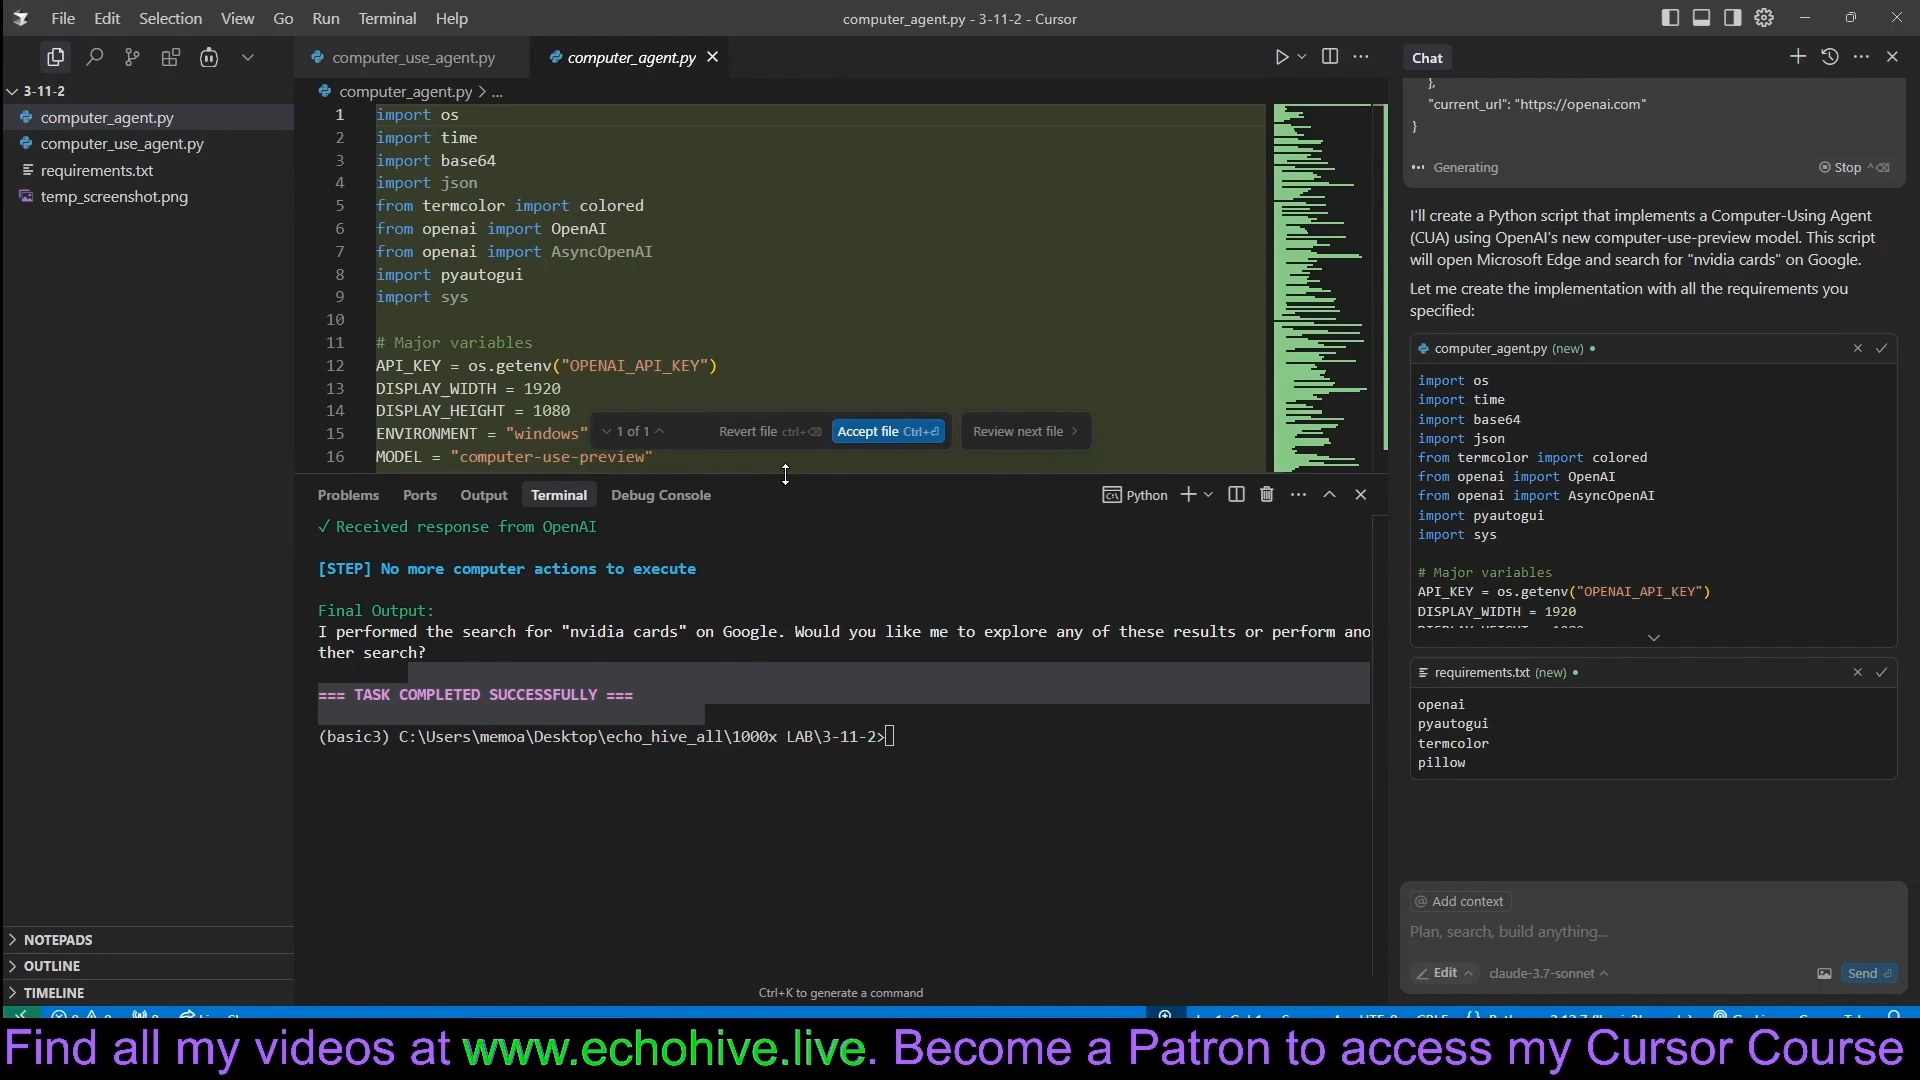 File Edit Selection View Go Run Terminal Help
computer_agent.py - 3-11-2 - Cursor
3-11-2
computer_agent.py
computer_use_agent.py
requirements.txt
temp_screenshot.png
NOTEPADS
OUTLINE
TIMELINE
computer_use_agent.py computer_agent.py
computer_agent.py > ...
1 import os
2 import time
3 import base64
4 import json
5 from termcolor import colored
6 from openai import OpenAI
7 from openai import AsyncOpenAI
8 import pyautogui
9 import sys
10
11 # Major variables
12 API_KEY = os.getenv("OPENAI_API_KEY")
13 DISPLAY_WIDTH = 1920
14 DISPLAY_HEIGHT = 1080
15 ENVIRONMENT = "windows"
16 MODEL = "computer-use-preview"
1 of 1 Revert file ctrl+⌫ Accept file Ctrl+⏎ Review next file >
Problems Ports Output Terminal Debug Console
Python
✓ Received response from OpenAI
[STEP] No more computer actions to execute
Final Output:
I performed the search for "nvidia cards" on Google. Would you like me to explore any of these results or perform ano
ther search?
=== TASK COMPLETED SUCCESSFULLY ===
(basic3) C:\Users\memoa\Desktop\echo_hive_all\1000x LAB\3-11-2>
Ctrl+K to generate a command
Chat
},
"current_url": "https://openai.com"
}
Generating Stop ^⌫
I'll create a Python script that implements a Computer-Using Agent
(CUA) using OpenAI's new computer-use-preview model. This script
will open Microsoft Edge and search for "nvidia cards" on Google.
Let me create the implementation with all the requirements you
specified:
computer_agent.py (new)
import os
import time
import base64
import json
from termcolor import colored
from openai import OpenAI
from openai import AsyncOpenAI
import pyautogui
import sys
# Major variables
API_KEY = os.getenv("OPENAI_API_KEY")
DISPLAY_WIDTH = 1920
requirements.txt (new)
openai
pyautogui
termcolor
pillow
@ Add context
Plan, search, build anything...
Edit claude-3.7-sonnet Send ⏎
Find all my videos at www.echohive.live. Become a Patron to access my Cursor Course